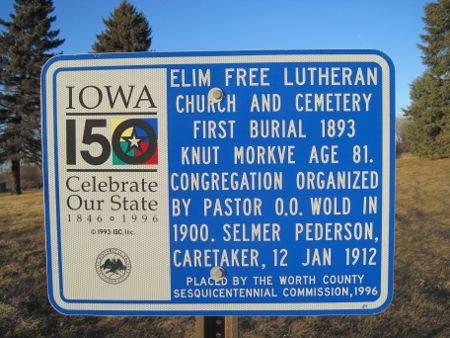 IOWA
150
Celebrate
Our State
1846 • 1996
© 1993 ISC, Inc.
ELIM FREE LUTHERAN
CHURCH AND CEMETERY
FIRST BURIAL 1893
KNUT MORKVE AGE 81.
CONGREGATION ORGANIZED
BY PASTOR O.O. WOLD IN
1900. SELMER PEDERSON,
CARETAKER, 12 JAN 1912
PLACED BY THE WORTH COUNTY
SESQUICENTENNIAL COMMISSION, 1996